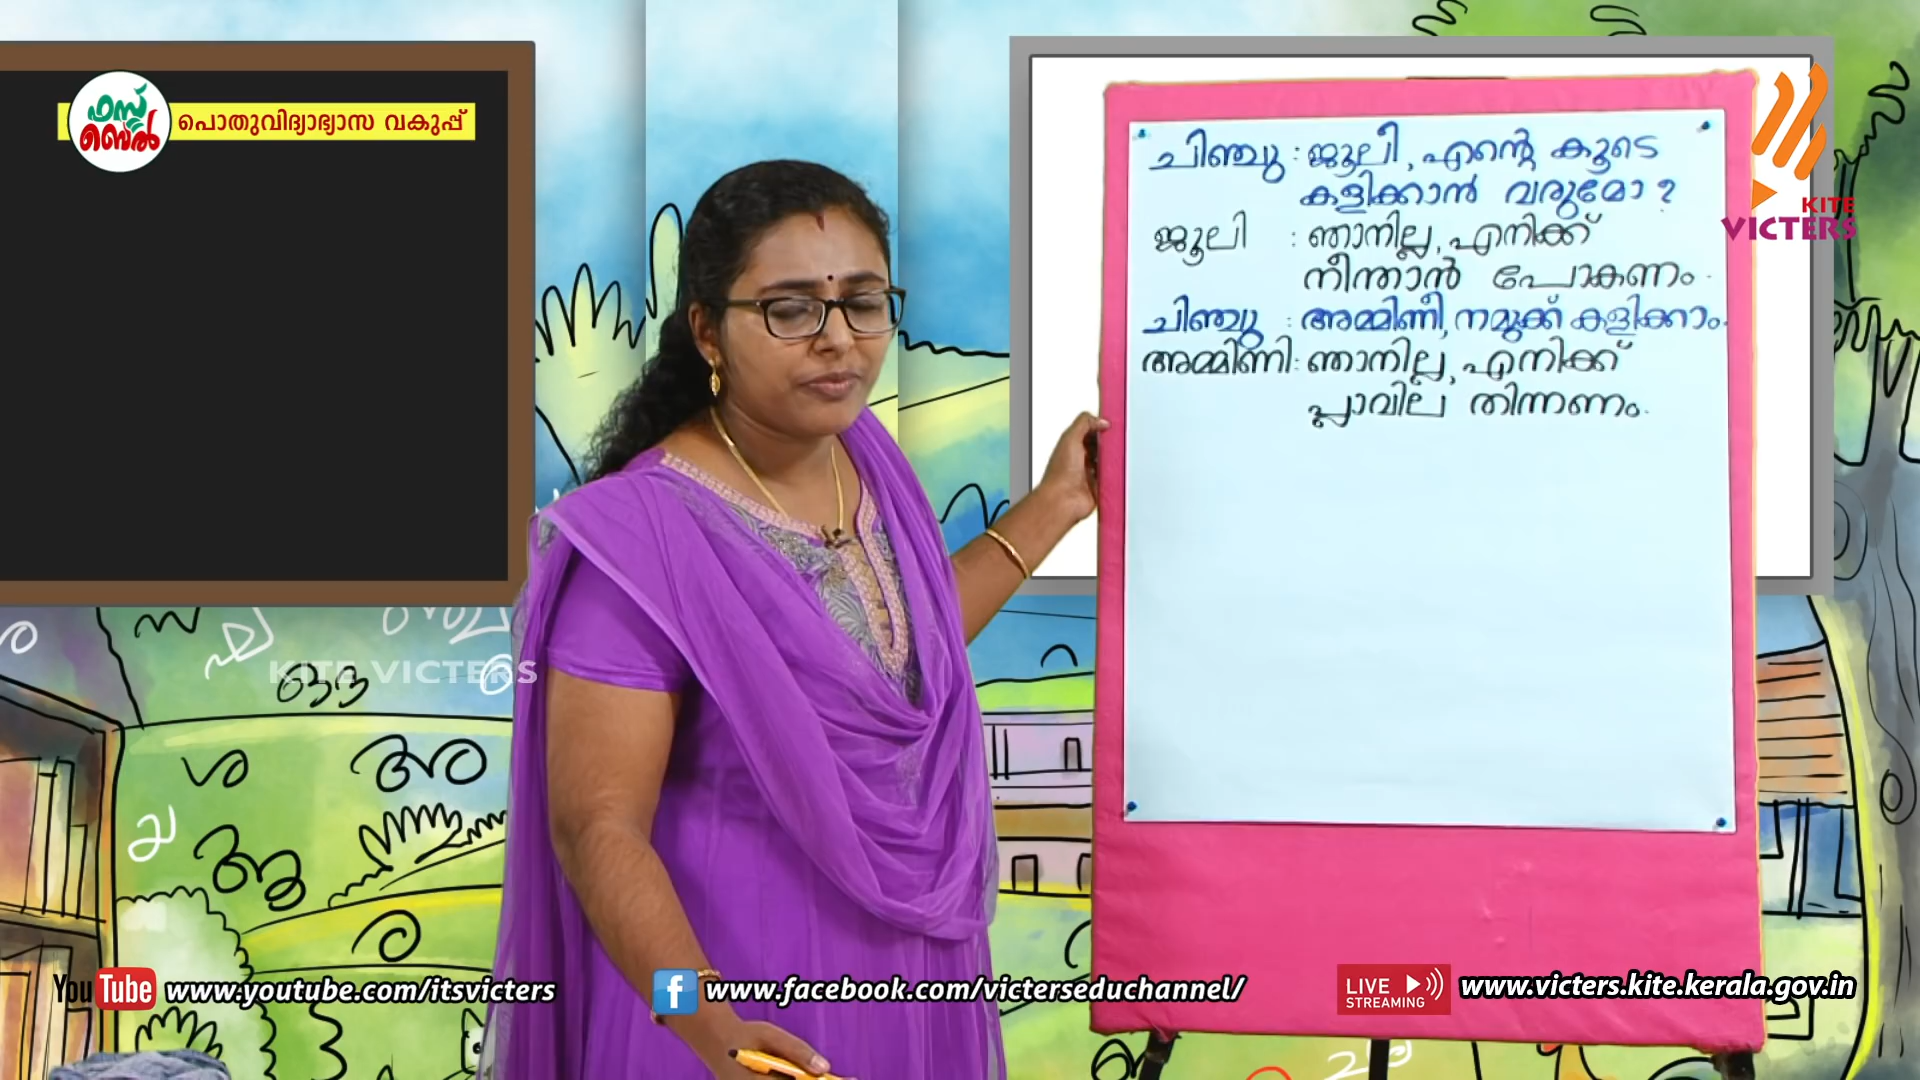 ഫസ്റ്റ്
ബെൽ
പൊതുവിദ്യാഭ്യാസ വകുപ്പ്
ചിഞ്ചു : ജൂലീ, എന്റെ കൂടെ
കളിക്കാൻ വരുമോ?
ജൂലി : ഞാനില്ല, എനിക്ക്
നീന്താൻ പോകണം.
ചിഞ്ചു : അമ്മിണീ, നമുക്ക് കളിക്കാം.
അമ്മിണി : ഞാനില്ല, എനിക്ക്
പ്ലാവില തിന്നണം.
KITE
VICTERS
KITE VICTERS
ശ
അ
ആ
ര
YouTube www.youtube.com/itsvicters
f www.facebook.com/victerseduchannel/
LIVE
STREAMING
www.victers.kite.kerala.gov.in